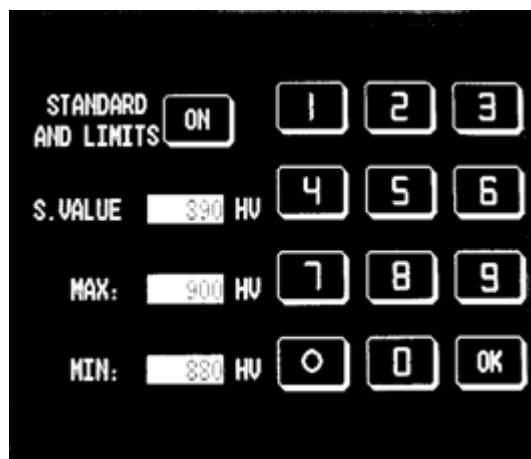 STANDARD
AND LIMITS
ON
S.VALUE 890 HV
MAX: 900 HV
MIN: 880 HV
1 2 3
4 5 6
7 8 9
○ 0 OK